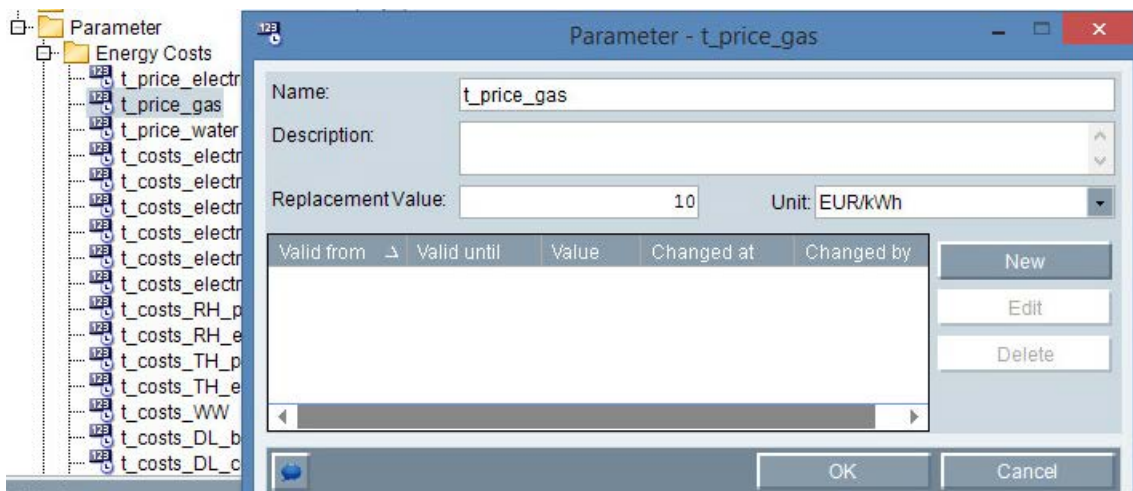 Parameter
Energy Costs
t_price_electr
t_price_gas
t_price_water
t_costs_electr
t_costs_electr
t_costs_electr
t_costs_electr
t_costs_electr
t_costs_electr
t_costs_RH_p
t_costs_RH_e
t_costs_TH_p
t_costs_TH_e
t_costs_WW
t_costs_DL_b
t_costs_DL_c
Parameter - t_price_gas
Name: t_price_gas
Description:
Replacement Value: 10 Unit: EUR/kWh
Valid from Valid until Value Changed at Changed by
New
Edit
Delete
OK Cancel